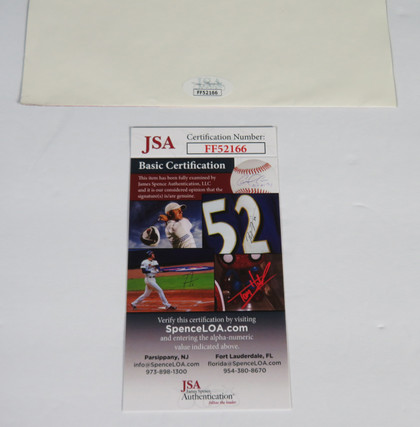 FF52166
JSA
Certification Number:
FF52166
Basic Certification
This item has been fully examined by
James Spence Authentication, LLC
and it is our considered opinion that the
signature(s) is/are genuine.
52
Verify this certification by visiting
SpenceLOA.com
and entering the alpha-numeric
value indicated above.
Parsippany, NJ
info@SpenceLOA.com
973-898-1300
Fort Lauderdale, FL
florida@SpenceLOA.com
954-380-8670
JSA
James Spence
Authentication